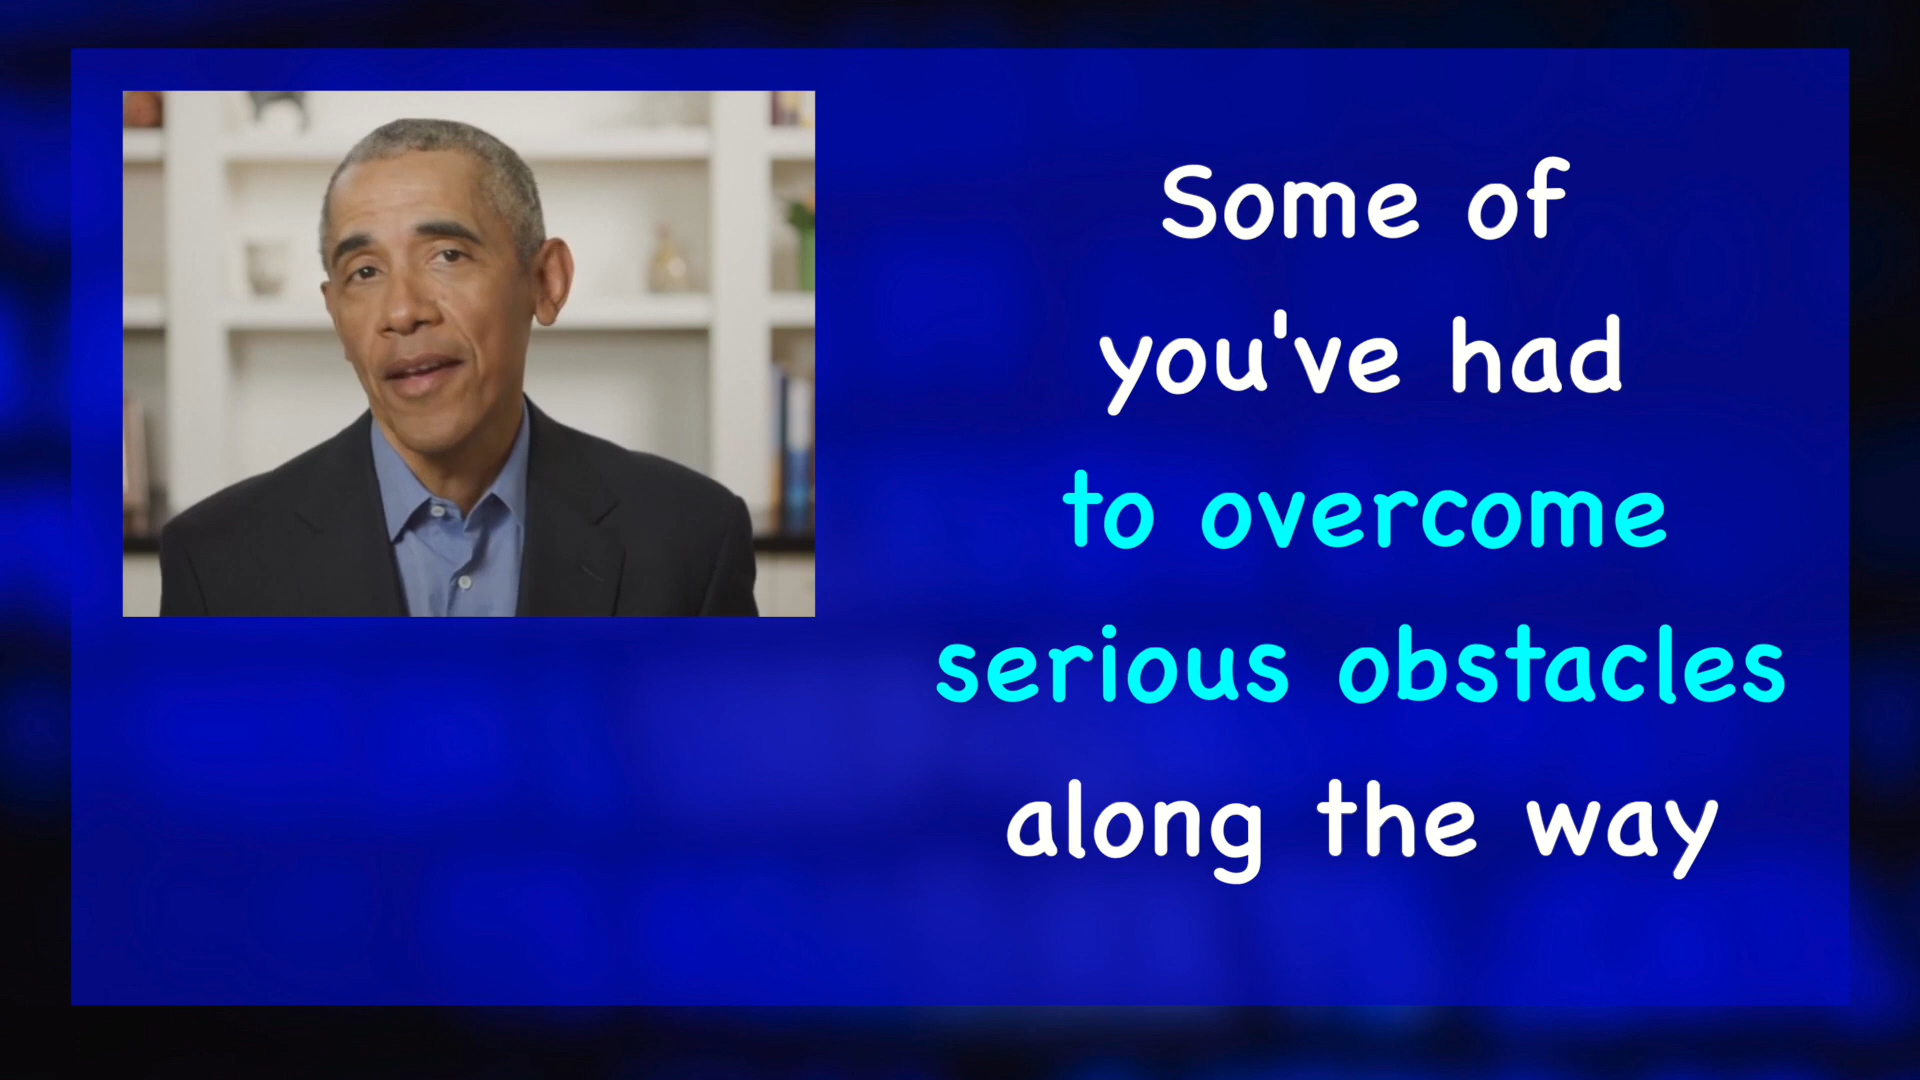 Some of
you've had
to overcome
serious obstacles
along the way